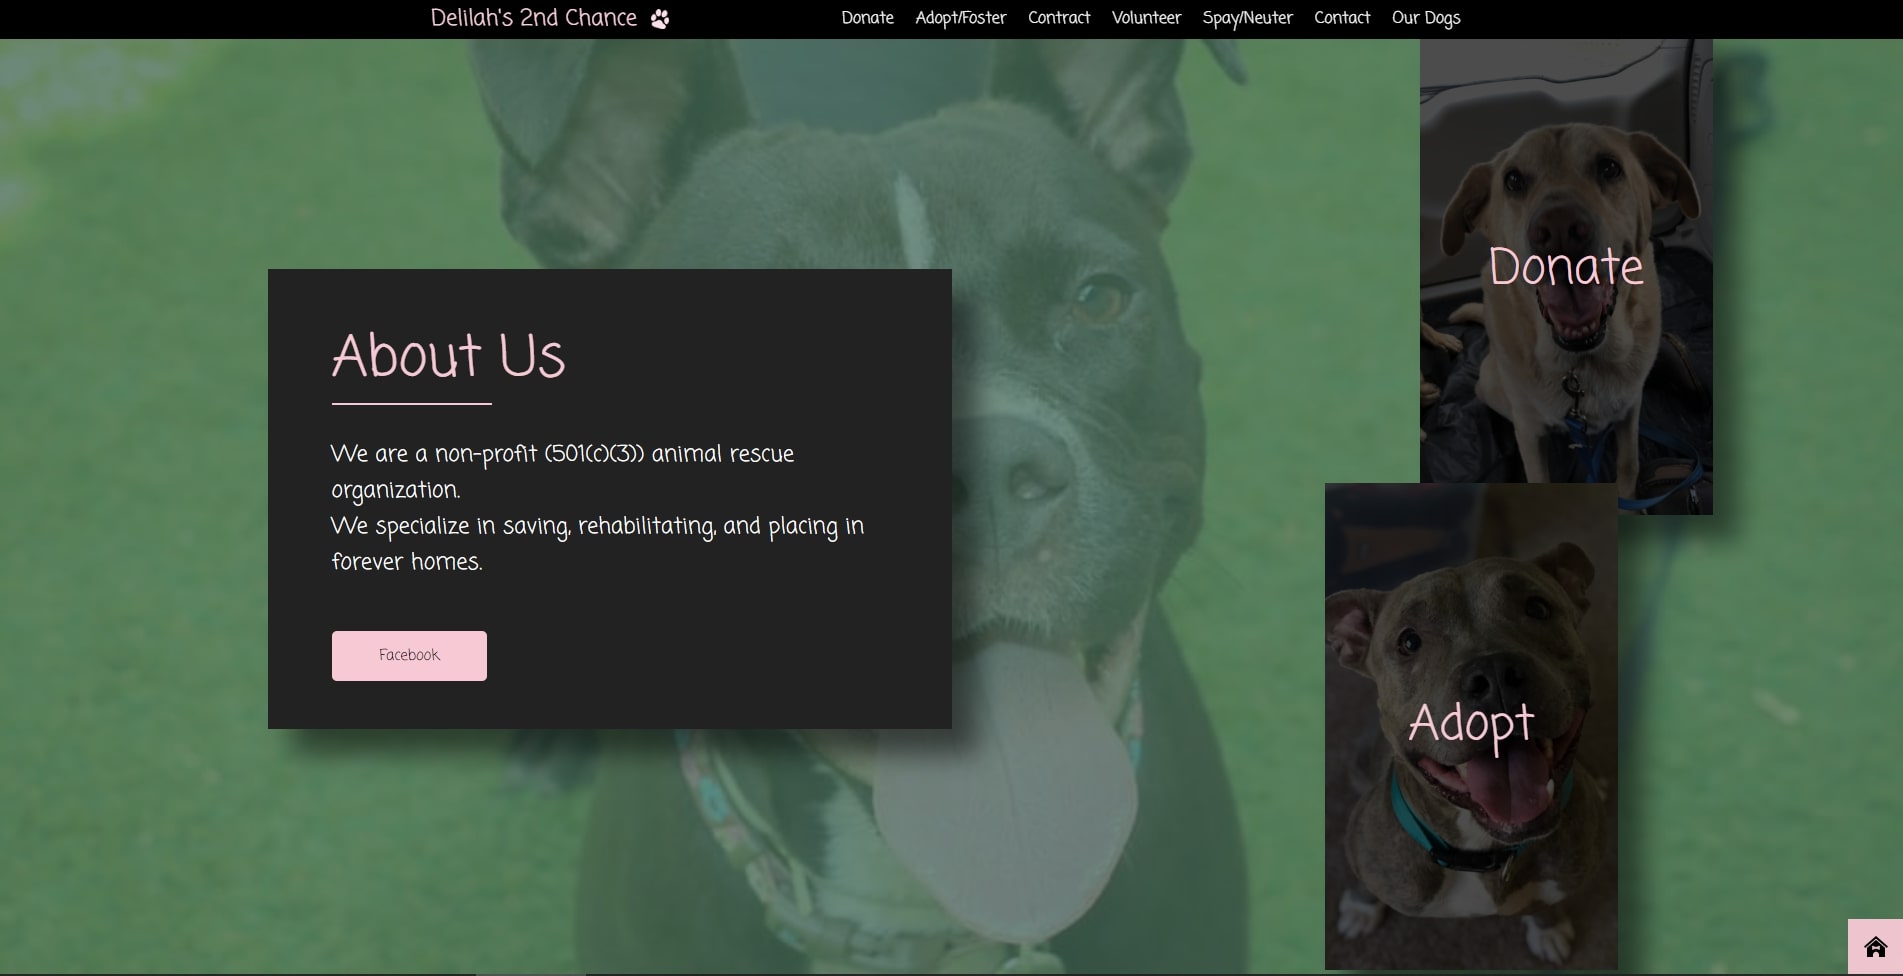 Delilah's 2nd Chance
Donate Adopt/Foster Contract Volunteer Spay/Neuter Contact Our Dogs
About Us
We are a non-profit (501(c)(3)) animal rescue
organization.
We specialize in saving, rehabilitating, and placing in
forever homes.
Facebook
Donate
Adopt